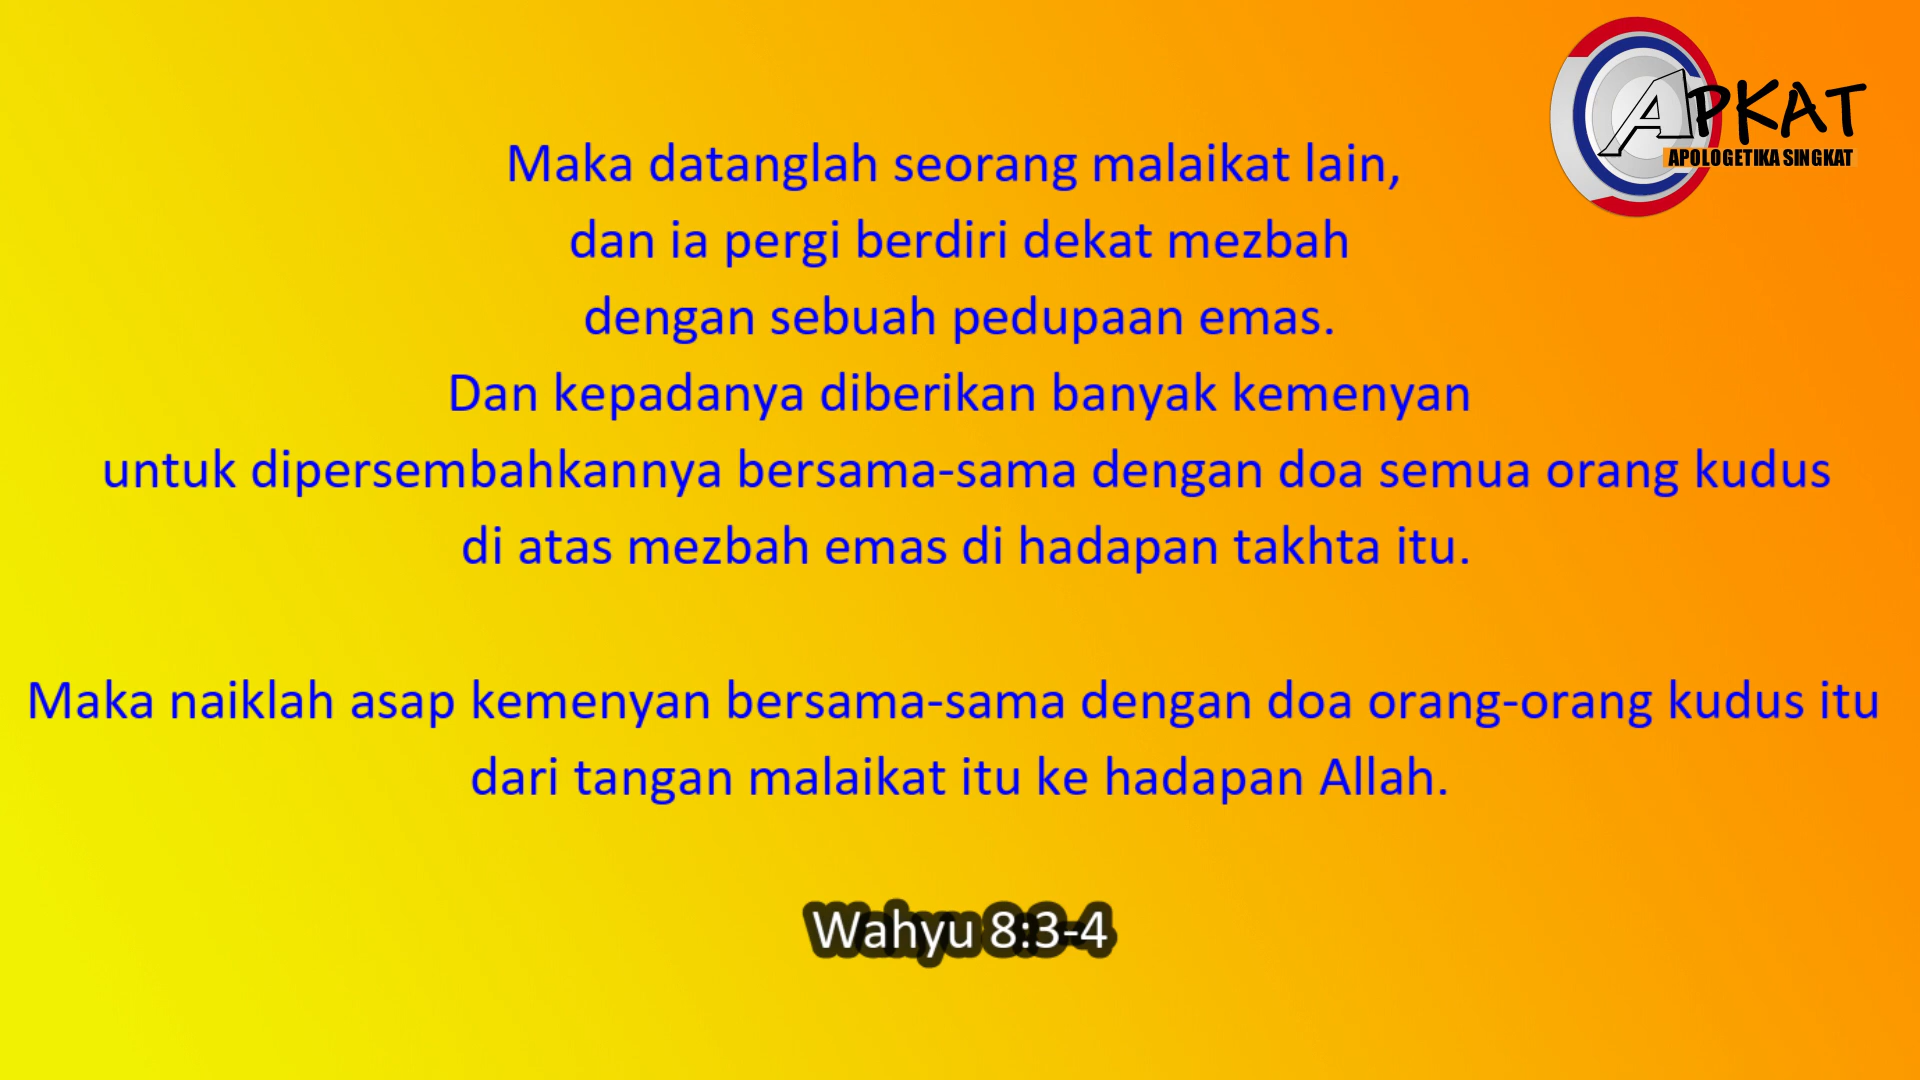 APKAT
APOLOGETIKA SINGKAT
Maka datanglah seorang malaikat lain,
dan ia pergi berdiri dekat mezbah
dengan sebuah pedupaan emas.
Dan kepadanya diberikan banyak kemenyan
untuk dipersembahkannya bersama-sama dengan doa semua orang kudus
di atas mezbah emas di hadapan takhta itu.
Maka naiklah asap kemenyan bersama-sama dengan doa orang-orang kudus itu
dari tangan malaikat itu ke hadapan Allah.
Wahyu 8:3-4